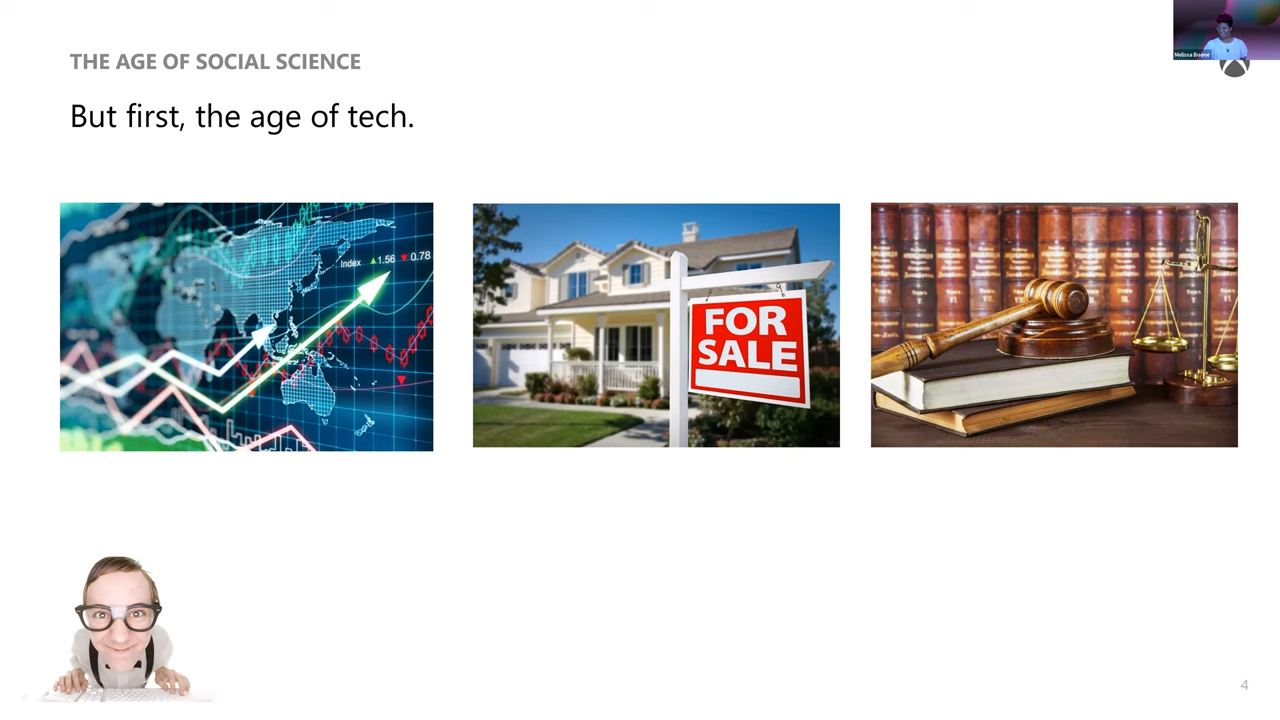 THE AGE OF SOCIAL SCIENCE
Melissa Boone
But first, the age of tech.
Index ▲1.56 ▼0.78
FOR
SALE
4